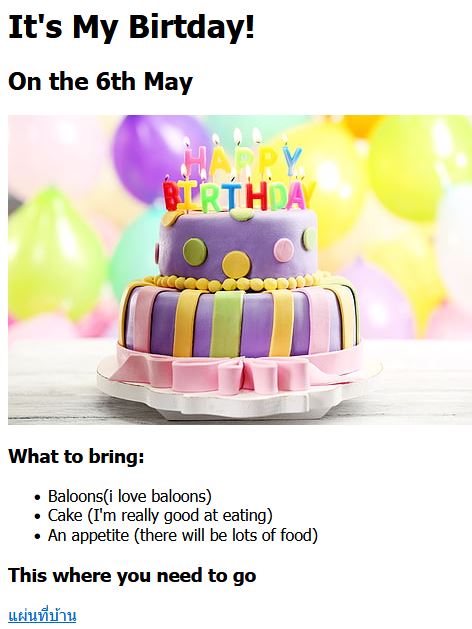 It's My Birtday!
On the 6th May
HAPPY
BIRTHDAY
What to bring:
Baloons(i love baloons)
Cake (I'm really good at eating)
An appetite (there will be lots of food)
This where you need to go
แผ่นที่บ้าน